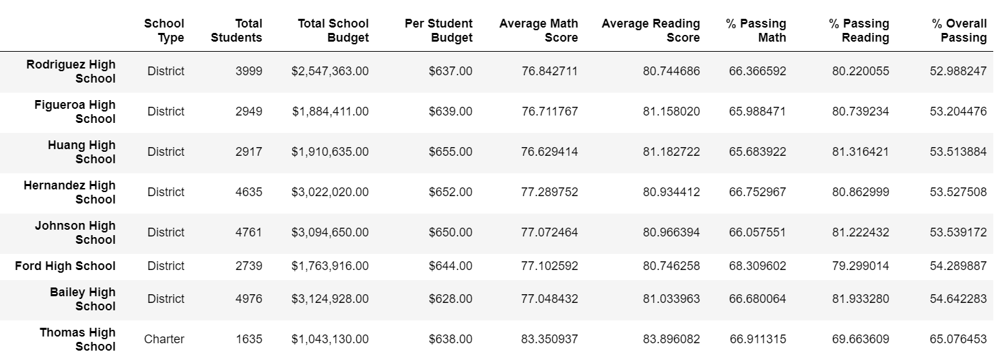 School Type Total Students Total School Budget Per Student Budget Average Math Score Average Reading Score % Passing Math % Passing Reading % Overall Passing
Rodriguez High School District 3999 $2,547,363.00 $637.00 76.842711 80.744686 66.366592 80.220055 52.988247
Figueroa High School District 2949 $1,884,411.00 $639.00 76.711767 81.158020 65.988471 80.739234 53.204476
Huang High School District 2917 $1,910,635.00 $655.00 76.629414 81.182722 65.683922 81.316421 53.513884
Hernandez High School District 4635 $3,022,020.00 $652.00 77.289752 80.934412 66.752967 80.862999 53.527508
Johnson High School District 4761 $3,094,650.00 $650.00 77.072464 80.966394 66.057551 81.222432 53.539172
Ford High School District 2739 $1,763,916.00 $644.00 77.102592 80.746258 68.309602 79.299014 54.289887
Bailey High School District 4976 $3,124,928.00 $628.00 77.048432 81.033963 66.680064 81.933280 54.642283
Thomas High School Charter 1635 $1,043,130.00 $638.00 83.350937 83.896082 66.911315 69.663609 65.076453